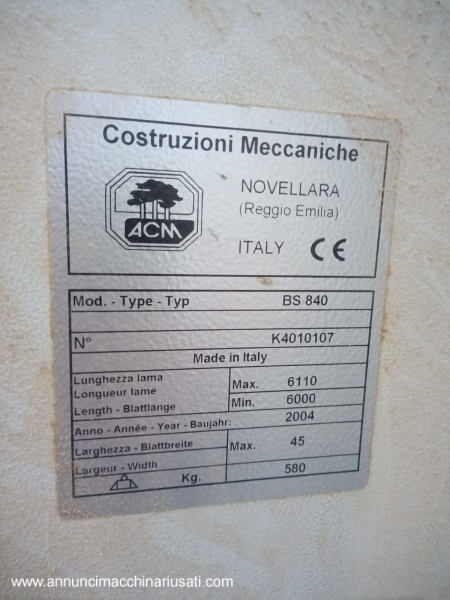 Costruzioni Meccaniche
ACM
NOVELLARA
(Reggio Emilia)
ITALY CE
Mod. - Type - Typ BS 840
N° K4010107
Made in Italy
Lunghezza lama
Longueur lame
Length - Blattlange
Max. 6110
Min. 6000
Anno - Année - Year - Baujahr: 2004
Larghezza - Blattbreite
Largeur - Width
Max. 45
Kg. 580
www.annuncimacchinariusati.com